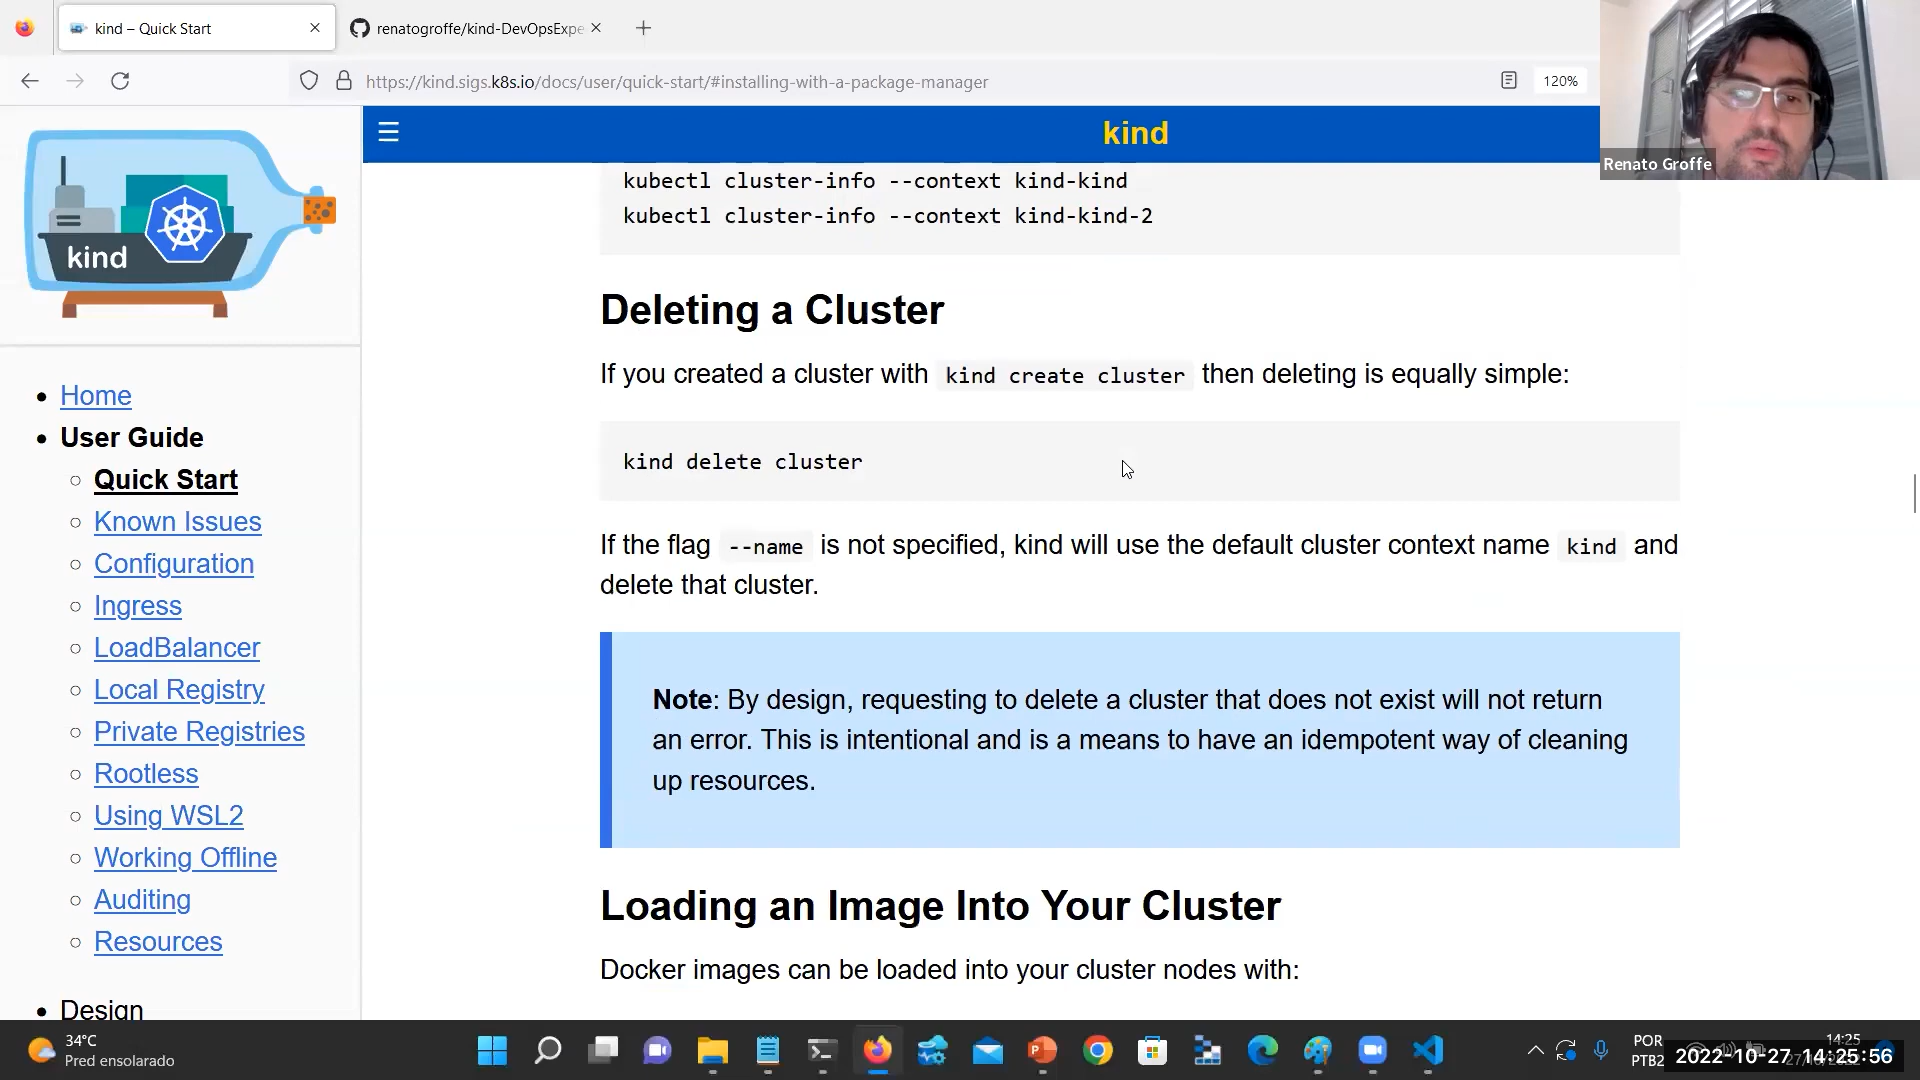 kind – Quick Start
renatogroffe/kind-DevOpsExpe
https://kind.sigs.k8s.io/docs/user/quick-start/#installing-with-a-package-manager
120%
Renato Groffe
kind
kind
kubectl cluster-info --context kind-kind
kubectl cluster-info --context kind-kind-2
Deleting a Cluster
If you created a cluster with kind create cluster then deleting is equally simple:
kind delete cluster
If the flag --name is not specified, kind will use the default cluster context name kind and
delete that cluster.
Note: By design, requesting to delete a cluster that does not exist will not return
an error. This is intentional and is a means to have an idempotent way of cleaning
up resources.
Loading an Image Into Your Cluster
Docker images can be loaded into your cluster nodes with:
Home
User Guide
Quick Start
Known Issues
Configuration
Ingress
LoadBalancer
Local Registry
Private Registries
Rootless
Using WSL2
Working Offline
Auditing
Resources
Design
34°C
Pred ensolarado
POR
PTB2
14:25
2022-10-27 14:25:56